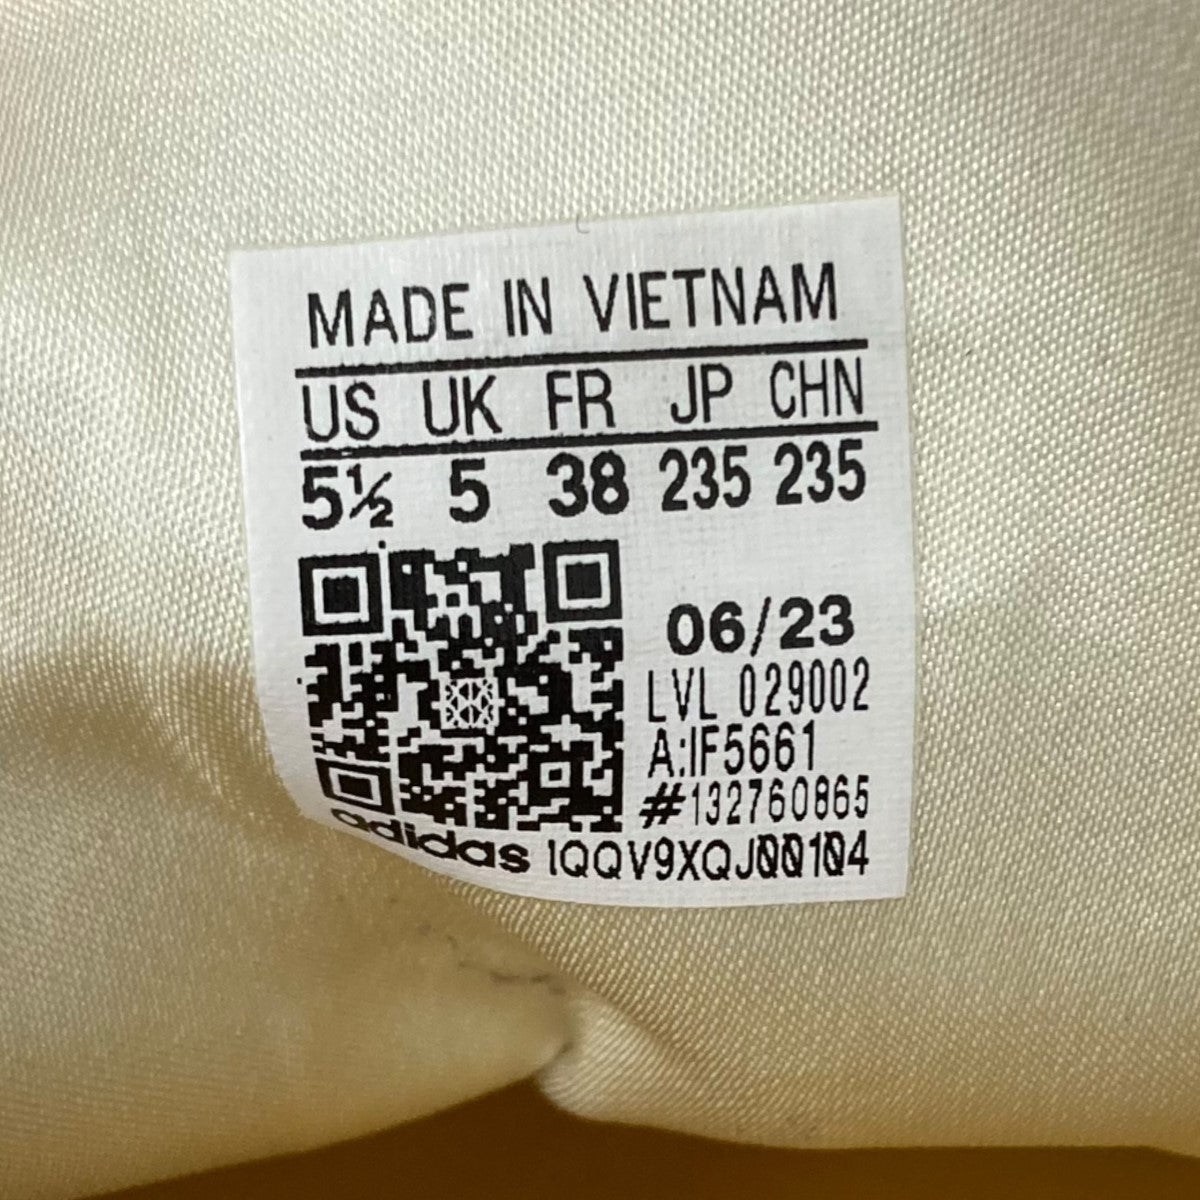 MADE IN VIETNAM
US UK FR JP CHN
5½ 5 38 235 235
06/23
LVL 029002
A:IF5661
#132760865
adidas 1QQV9XQJ00104